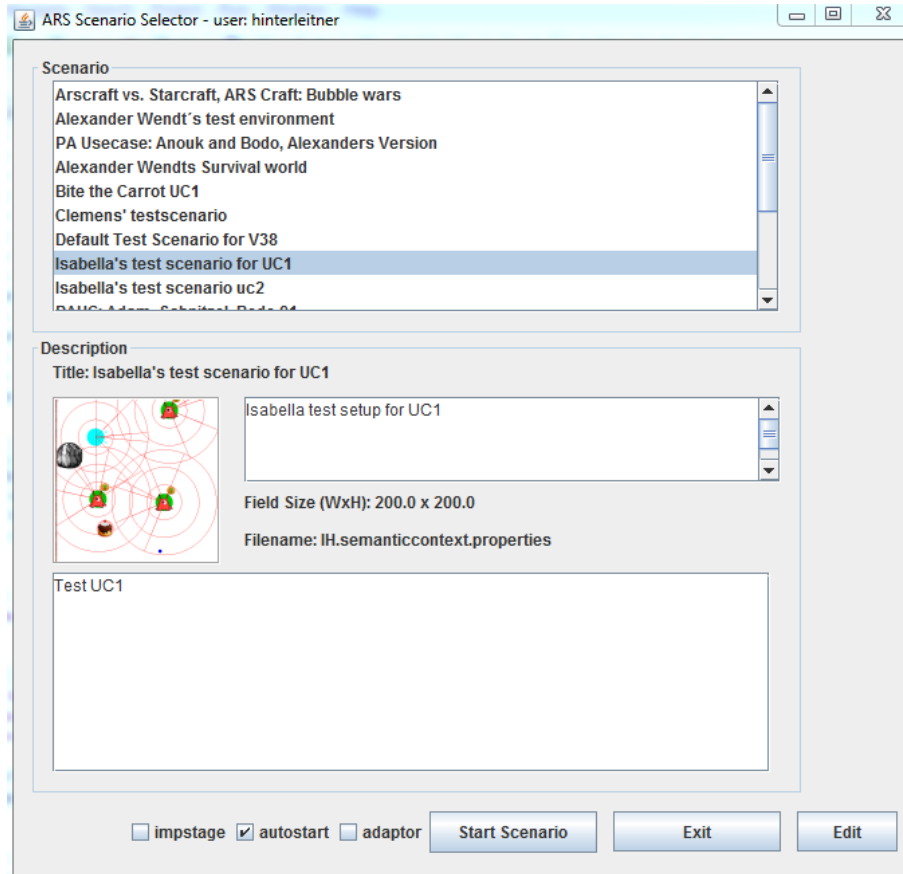 ARS Scenario Selector - user: hinterleitner
Scenario
Arscraft vs. Starcraft, ARS Craft: Bubble wars
Alexander Wendt´s test environment
PA Usecase: Anouk and Bodo, Alexanders Version
Alexander Wendts Survival world
Bite the Carrot UC1
Clemens' testscenario
Default Test Scenario for V38
Isabella's test scenario for UC1
Isabella's test scenario uc2
Description
Title: Isabella's test scenario for UC1
Isabella test setup for UC1
Field Size (WxH): 200.0 x 200.0
Filename: IH.semanticcontext.properties
Test UC1
impstage autostart adaptor Start Scenario Exit Edit